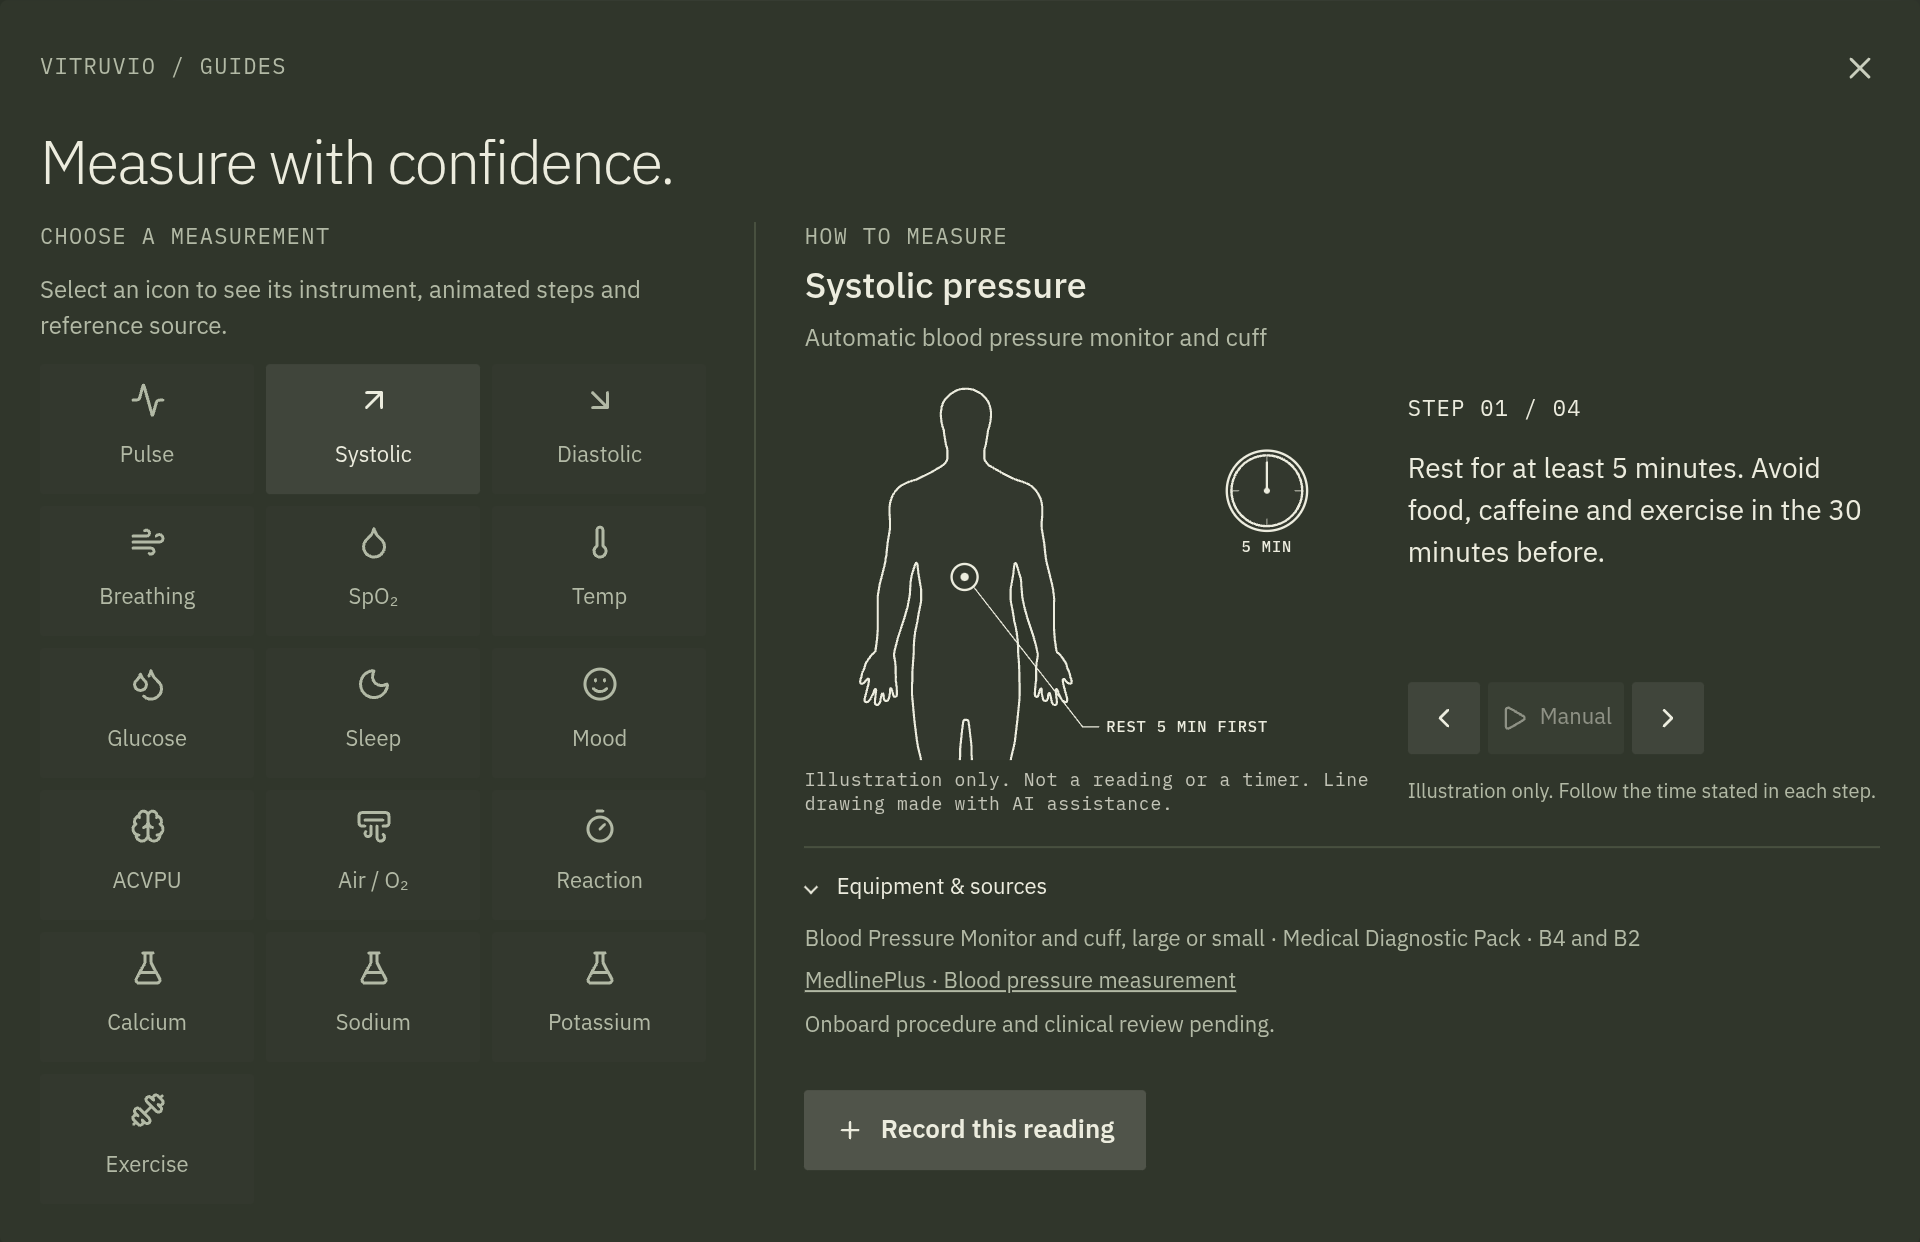 VITRUVIO / GUIDES
Measure with confidence.
CHOOSE A MEASUREMENT
Select an icon to see its instrument, animated steps and
reference source.
Pulse
Systolic
Diastolic
Breathing
SpO₂
Temp
Glucose
Sleep
Mood
ACVPU
Air / O₂
Reaction
Calcium
Sodium
Potassium
Exercise
HOW TO MEASURE
Systolic pressure
Automatic blood pressure monitor and cuff
5 MIN
REST 5 MIN FIRST
Illustration only. Not a reading or a timer. Line
drawing made with AI assistance.
STEP 01 / 04
Rest for at least 5 minutes. Avoid
food, caffeine and exercise in the 30
minutes before.
Manual
Illustration only. Follow the time stated in each step.
Equipment & sources
Blood Pressure Monitor and cuff, large or small · Medical Diagnostic Pack · B4 and B2
MedlinePlus · Blood pressure measurement
Onboard procedure and clinical review pending.
Record this reading